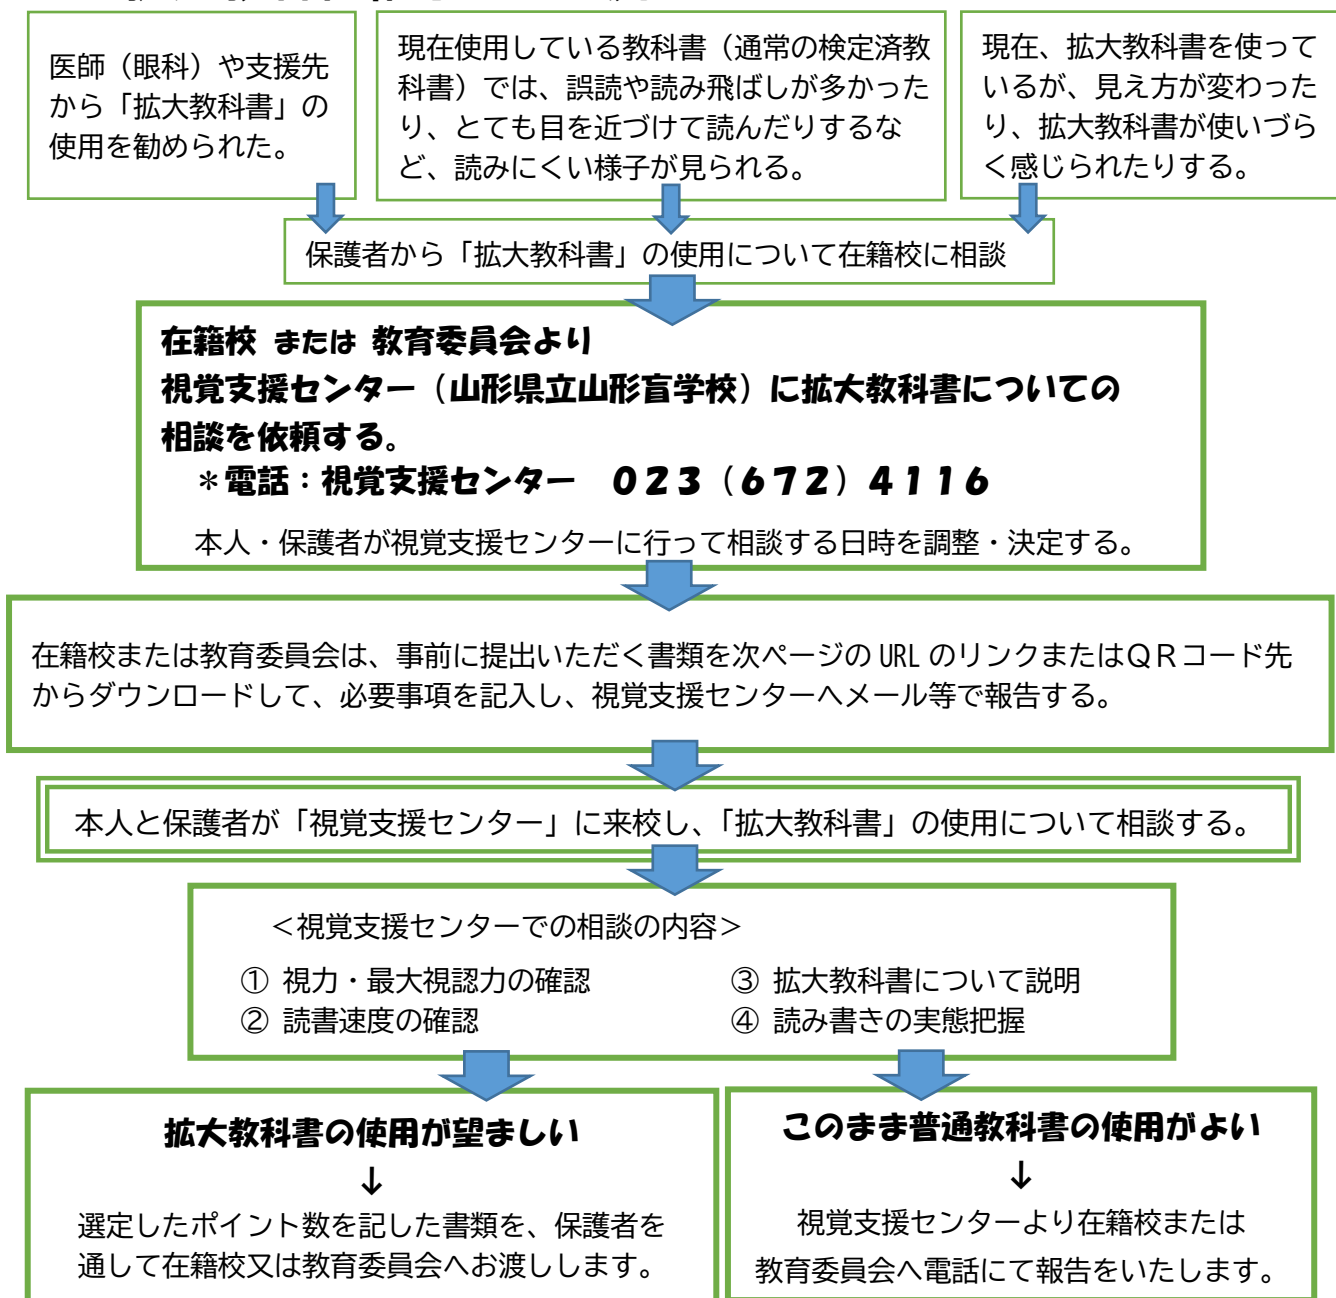 医師（眼科）や支援先
から「拡大教科書」の
使用を勧められた。
現在使用している教科書（通常の検定済教
科書）では、誤読や読み飛ばしが多かった
り、とても目を近づけて読んだりするな
ど、読みにくい様子が見られる。
現在、拡大教科書を使って
いるが、見え方が変わった
り、拡大教科書が使いづら
く感じられたりする。
保護者から「拡大教科書」の使用について在籍校に相談
在籍校 または 教育委員会より
視覚支援センター（山形県立山形盲学校）に拡大教科書についての
相談を依頼する。
＊電話：視覚支援センター　０２３（６７２）４１１６
本人・保護者が視覚支援センターに行って相談する日時を調整・決定する。
在籍校または教育委員会は、事前に提出いただく書類を次ページの URL のリンクまたはＱＲコード先
からダウンロードして、必要事項を記入し、視覚支援センターへメール等で報告する。
本人と保護者が「視覚支援センター」に来校し、「拡大教科書」の使用について相談する。
＜視覚支援センターでの相談の内容＞
① 視力・最大視認力の確認
② 読書速度の確認
③ 拡大教科書について説明
④ 読み書きの実態把握
拡大教科書の使用が望ましい
↓
選定したポイント数を記した書類を、保護者を
通して在籍校又は教育委員会へお渡しします。
このまま普通教科書の使用がよい
↓
視覚支援センターより在籍校または
教育委員会へ電話にて報告をいたします。